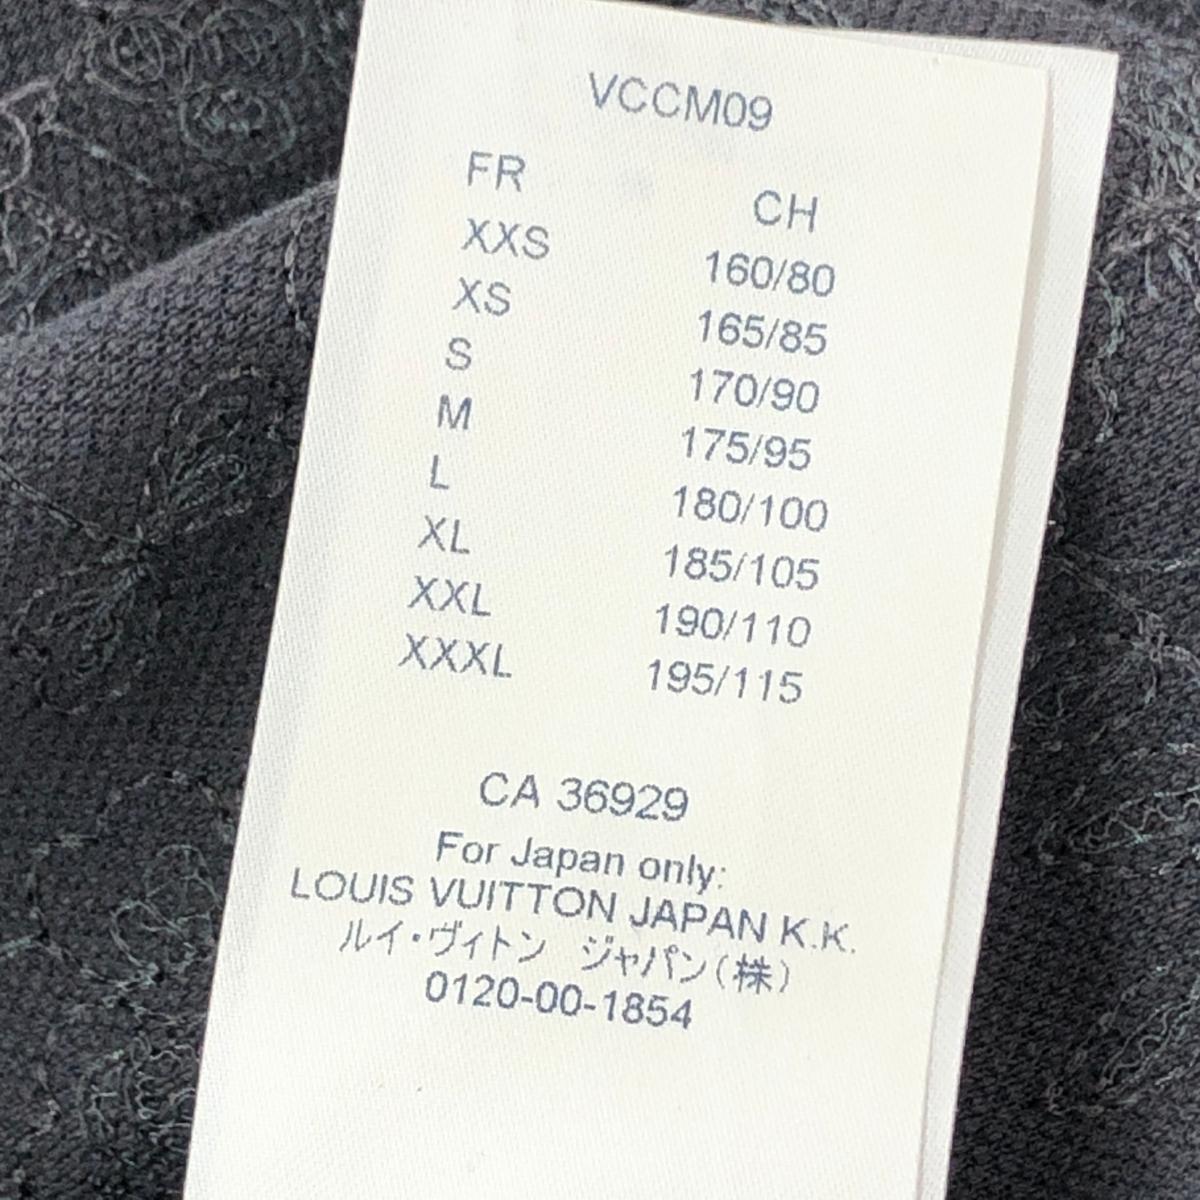 VCCM09
FR CH
XXS 160/80
XS 165/85
S 170/90
M 175/95
L 180/100
XL 185/105
XXL 190/110
XXXL 195/115
CA 36929
For Japan only:
LOUIS VUITTON JAPAN K.K.
ルイ・ヴィトン ジャパン(株)
0120-00-1854